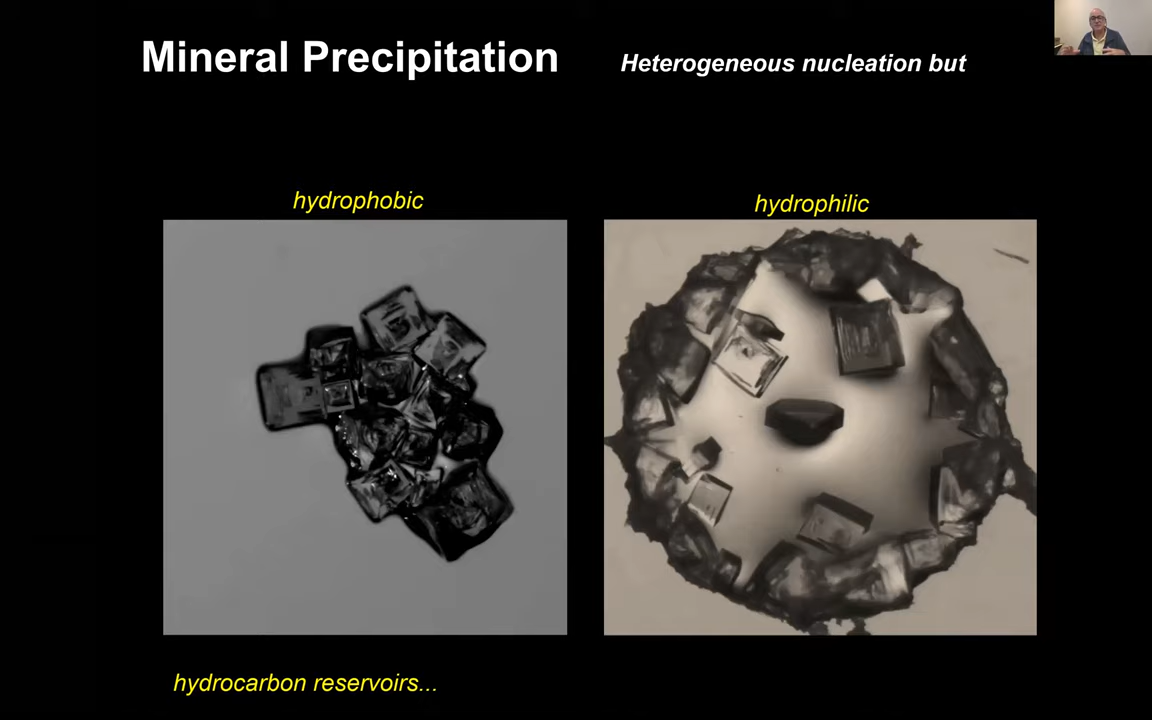 Mineral Precipitation
Heterogeneous nucleation but
hydrophobic
hydrophilic
hydrocarbon reservoirs...